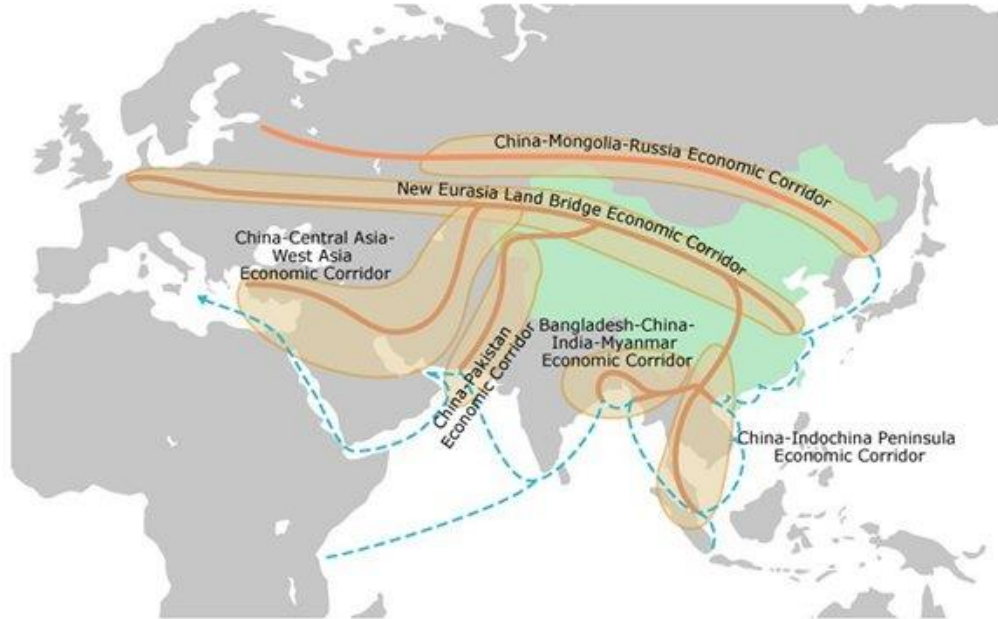 China-Mongolia-Russia Economic Corridor
New Eurasia Land Bridge Economic Corridor
China-Central Asia-
West Asia
Economic Corridor
China-Pakistan
Economic Corridor
Bangladesh-China-
India-Myanmar
Economic Corridor
China-Indochina Peninsula
Economic Corridor